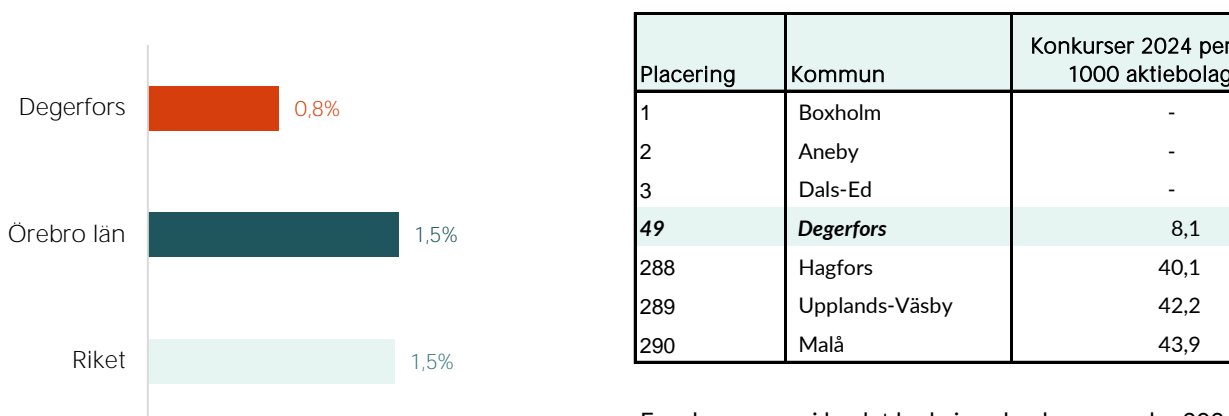 Degerfors 0,8%
Örebro län 1,5%
Riket 1,5%
Placering Kommun Konkurser 2024 per 1000 aktiebolag
1 Boxholm -
2 Aneby -
3 Dals-Ed -
49 Degerfors 8,1
288 Hagfors 40,1
289 Upplands-Väsby 42,2
290 Malå 43,9